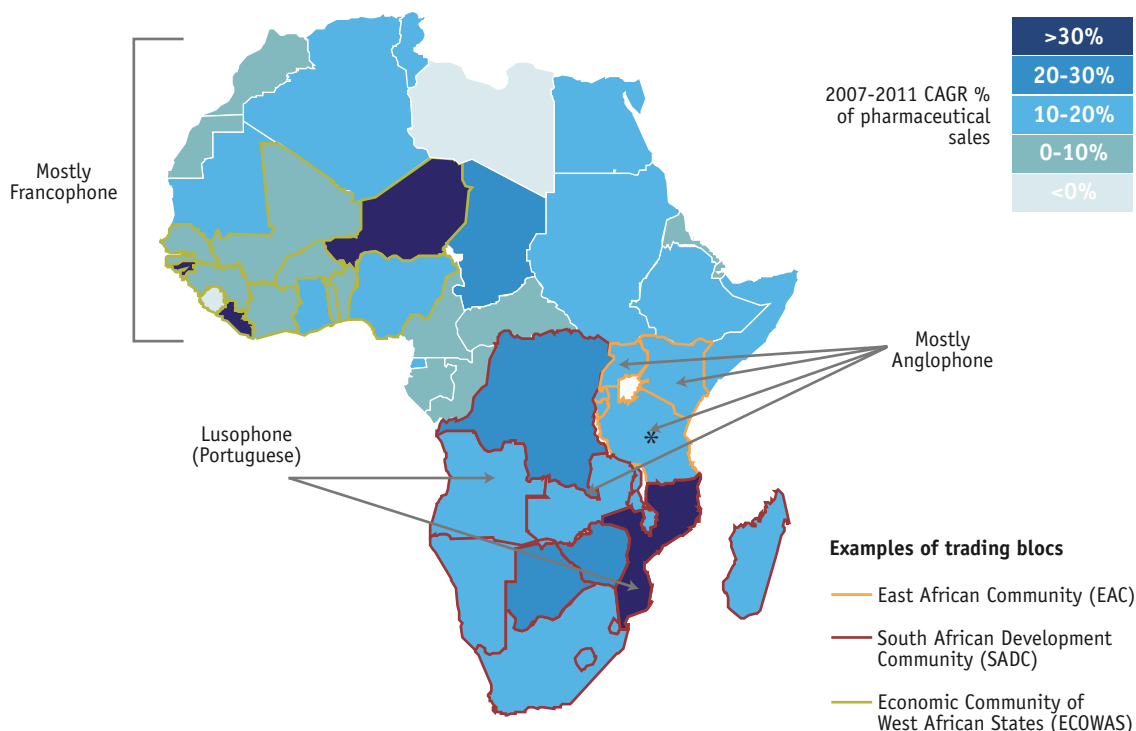 >30%
20-30%
10-20%
0-10%
<0%
2007-2011 CAGR %
of pharmaceutical
sales
Mostly
Francophone
Mostly
Anglophone
Lusophone
(Portuguese)
*
Examples of trading blocs
East African Community (EAC)
South African Development
Community (SADC)
Economic Community of
West African States (ECOWAS)